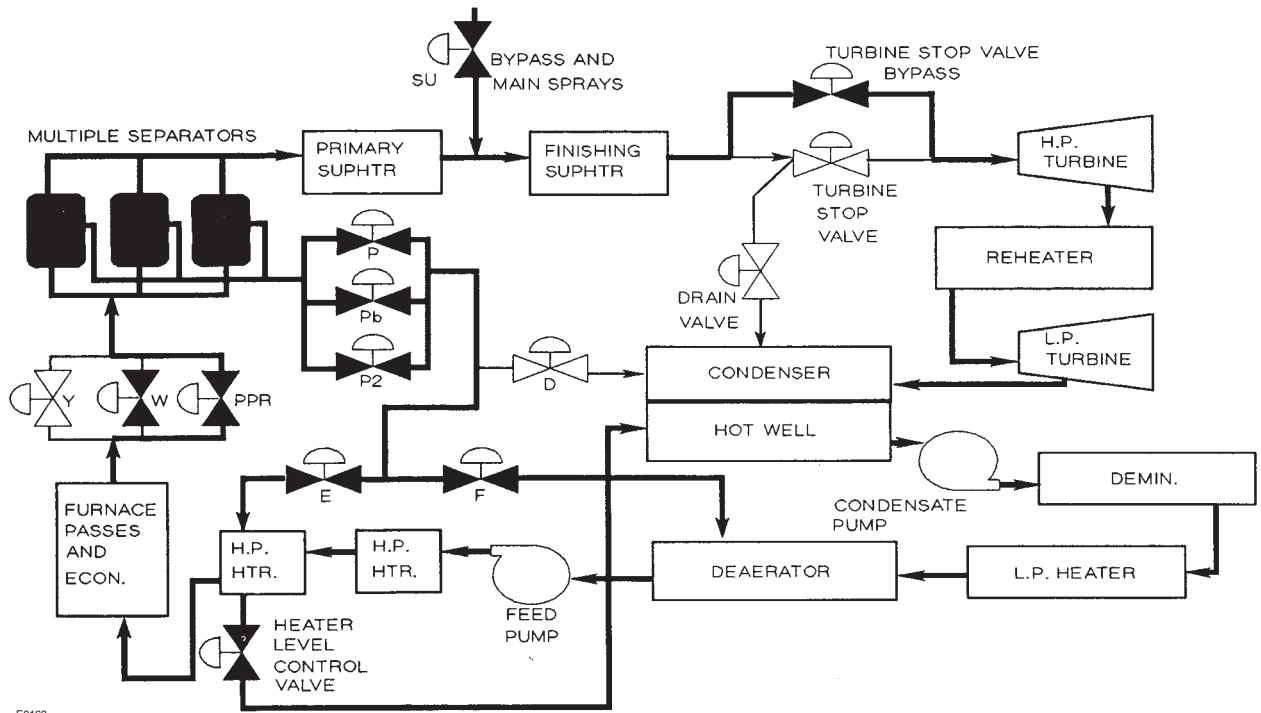 TURBINE STOP VALVE
BYPASS
SU
BYPASS AND
MAIN SPRAYS
MULTIPLE SEPARATORS
PRIMARY
SUPHTR
FINISHING
SUPHTR
H.P.
TURBINE
TURBINE
STOP
VALVE
P
Pb
P2
REHEATER
DRAIN
VALVE
L.P.
TURBINE
CONDENSER
D
Y
W
PPR
HOT WELL
E
F
DEMIN.
CONDENSATE
PUMP
FURNACE
PASSES
AND
ECON.
H.P.
HTR.
H.P.
HTR.
DEAERATOR
L.P. HEATER
FEED
PUMP
HEATER
LEVEL
CONTROL
VALVE